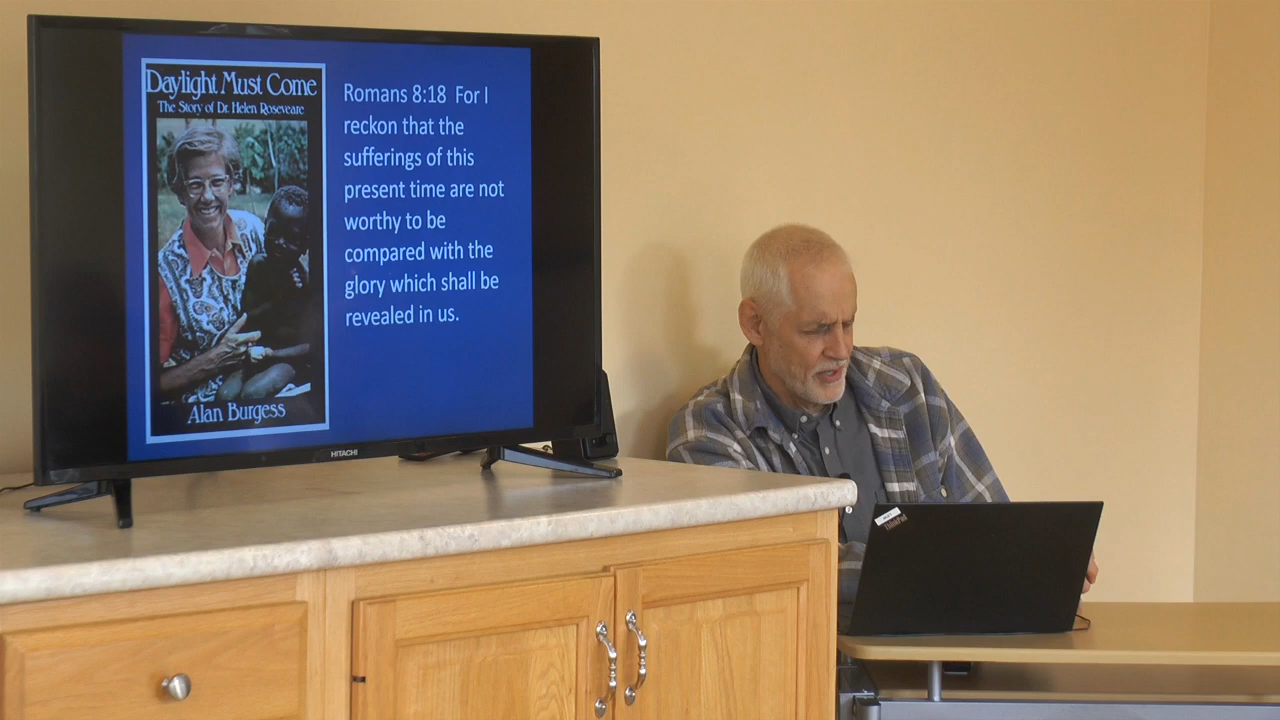 Daylight Must Come
The Story of Dr. Helen Roseveare
Alan Burgess
Romans 8:18 For I
reckon that the
sufferings of this
present time are not
worthy to be
compared with the
glory which shall be
revealed in us.
HITACHI
ThinkPad